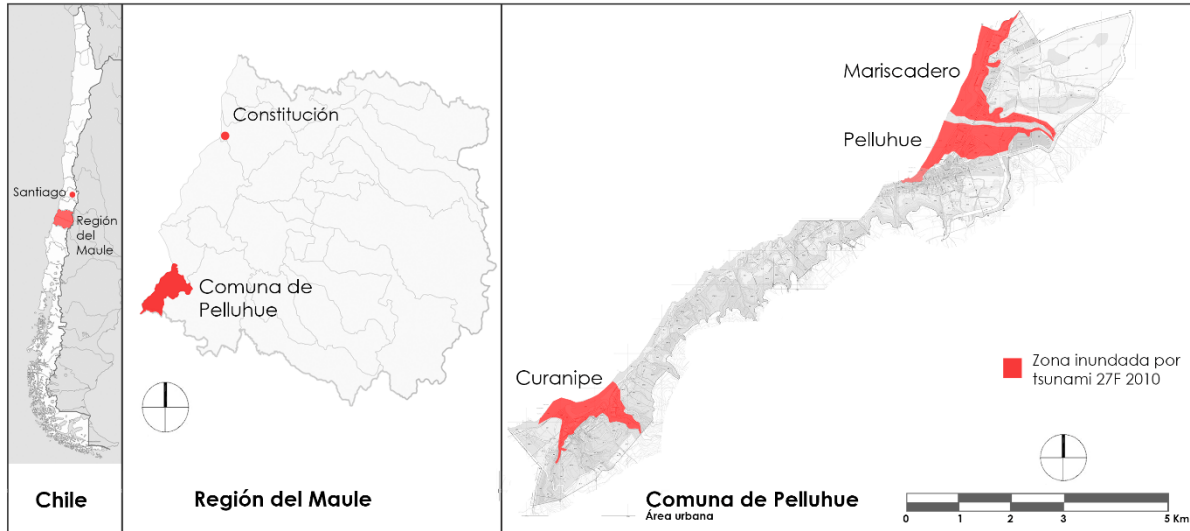 Santiago
Región
del
Maule
Chile
Constitución
Comuna de
Pelluhue
Región del Maule
Mariscadero
Pelluhue
Curanipe
Zona inundada por
tsunami 27F 2010
Comuna de Pelluhue
Área urbana
0 1 2 3 5 Km